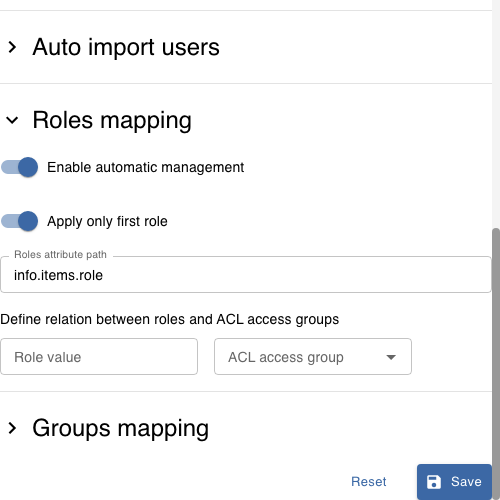 Auto import users
Roles mapping
Enable automatic management
Apply only first role
Roles attribute path
info.items.role
Define relation between roles and ACL access groups
Role value
ACL access group
Groups mapping
Reset
Save